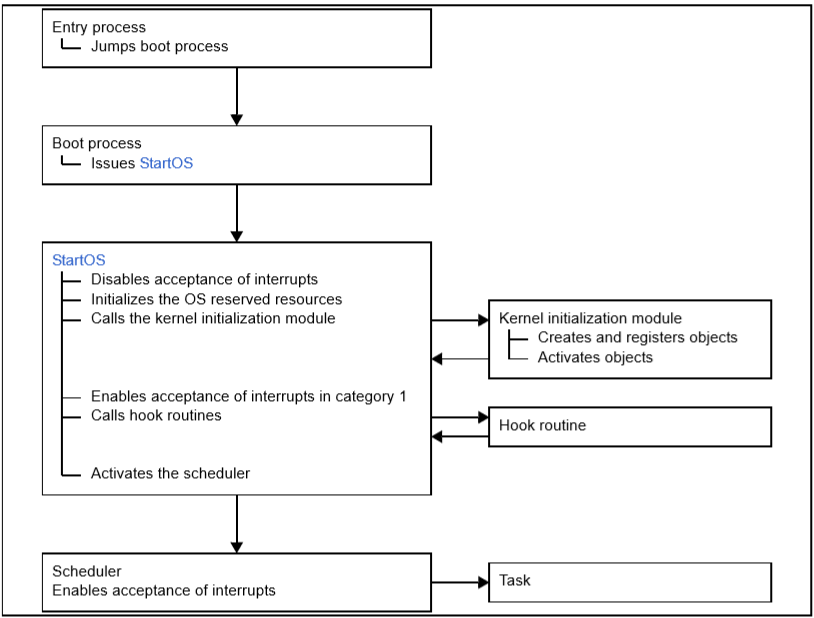 Entry process
Jumps boot process
Boot process
Issues StartOS
StartOS
Disables acceptance of interrupts
Initializes the OS reserved resources
Calls the kernel initialization module
Kernel initialization module
Creates and registers objects
Activates objects
Enables acceptance of interrupts in category 1
Calls hook routines
Hook routine
Activates the scheduler
Scheduler
Enables acceptance of interrupts
Task